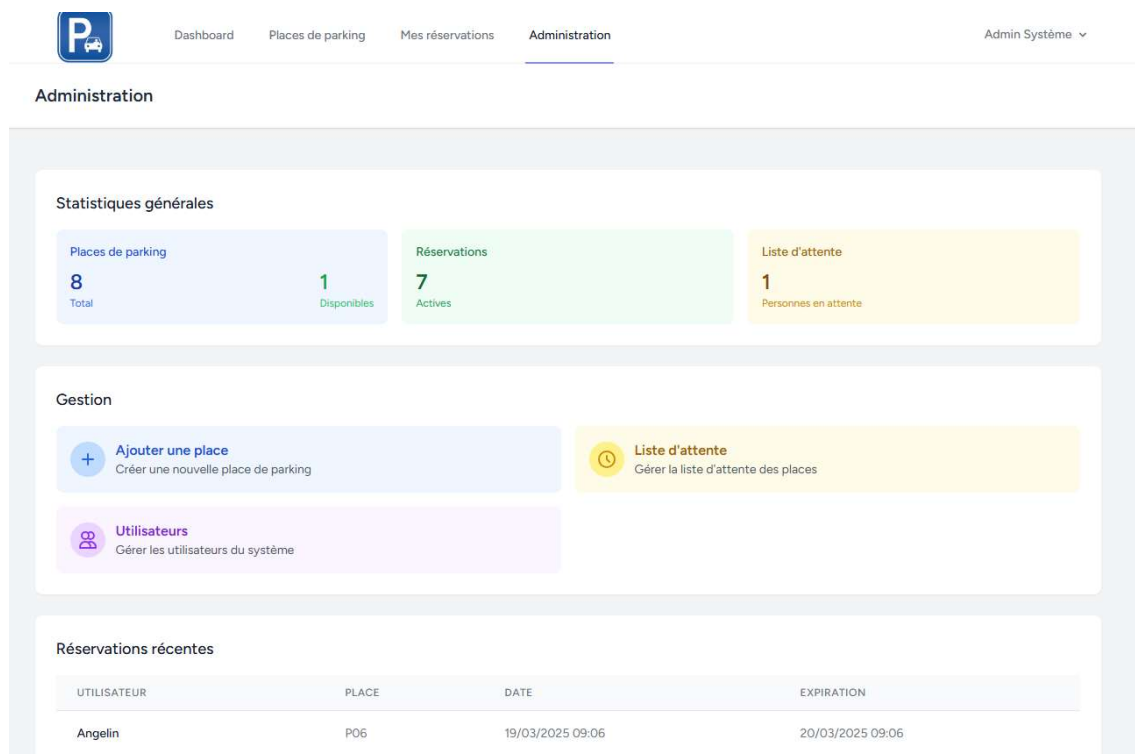 P
Dashboard Places de parking Mes réservations Administration Admin Système
Administration
Statistiques générales
Places de parking
8 1
Total Disponibles
Réservations
7
Actives
Liste d'attente
1
Personnes en attente
Gestion
Ajouter une place
Créer une nouvelle place de parking
Liste d'attente
Gérer la liste d'attente des places
Utilisateurs
Gérer les utilisateurs du système
Réservations récentes
UTILISATEUR PLACE DATE EXPIRATION
Angelin P06 19/03/2025 09:06 20/03/2025 09:06